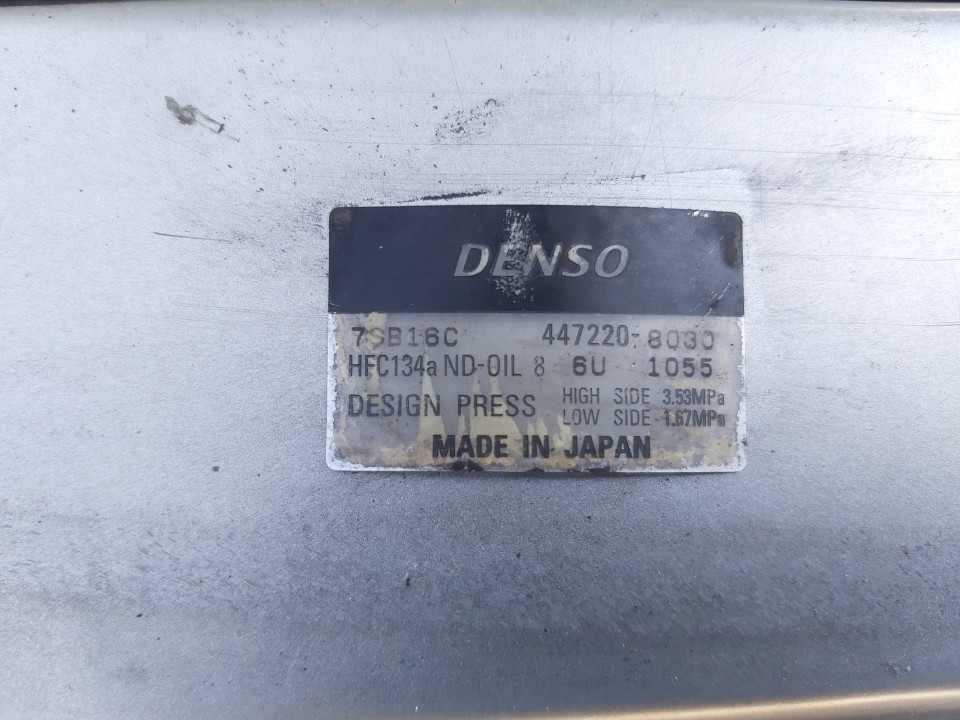 DENSO
7SB16C 447220-8030
HFC134a ND-OIL 8 6U 1055
DESIGN PRESS HIGH SIDE 3.53MPa
LOW SIDE 1.67MPa
MADE IN JAPAN